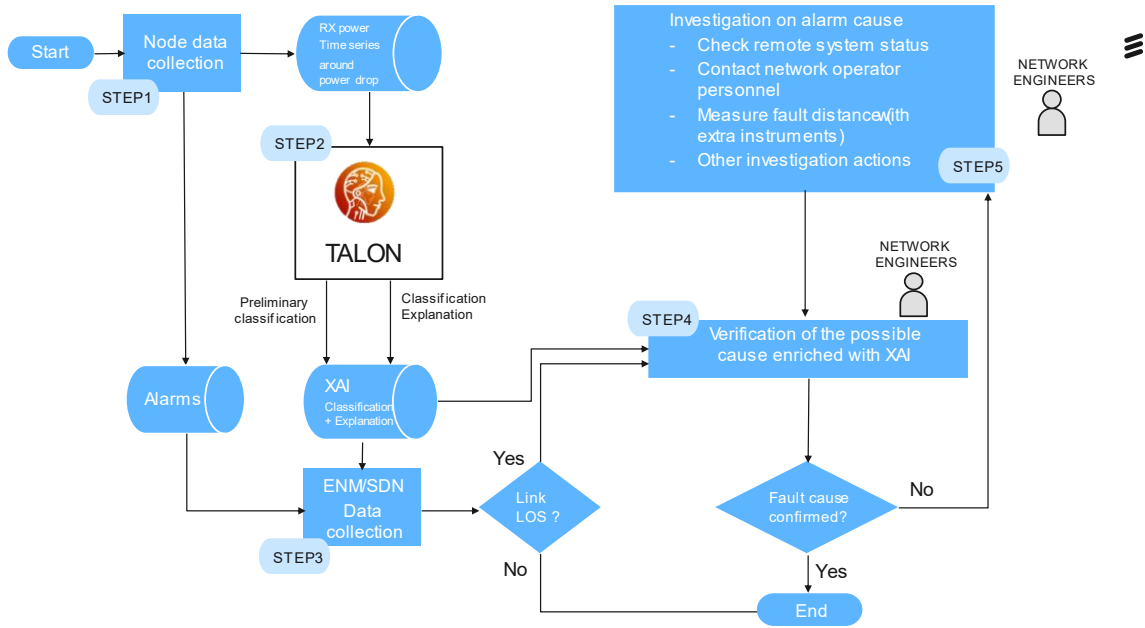 Start
Node data
collection
STEP1
RX power
Time series
around
power drop
STEP2
TALON
Preliminary
classification
Classification
Explanation
Alarms
XAI
Classification
+ Explanation
ENM/SDN
Data
collection
STEP3
Link
LOS ?
Yes
No
Investigation on alarm cause
- Check remote system status
- Contact network operator
personnel
- Measure fault distance(with
extra instruments)
- Other investigation actions
STEP5
NETWORK
ENGINEERS
NETWORK
ENGINEERS
STEP4
Verification of the possible
cause enriched with XAI
Fault cause
confirmed?
No
Yes
End